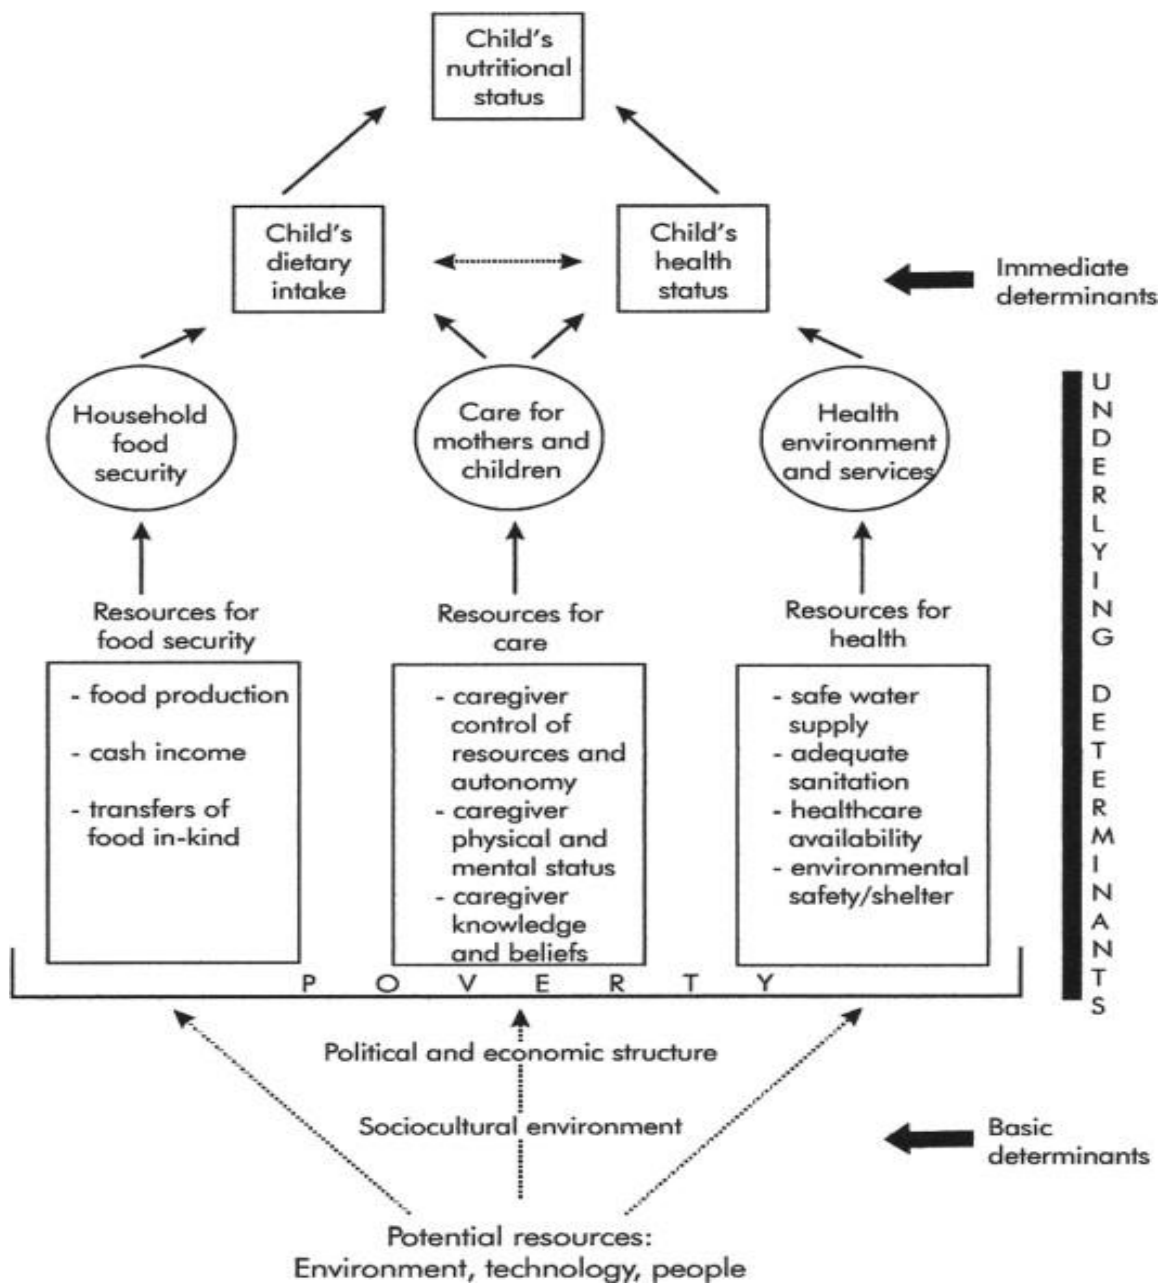 Child's
nutritional
status
Child's
dietary
intake
Child's
health
status
Immediate
determinants
Household
food
security
Care for
mothers and
children
Health
environment
and services
UNDERLYING DETERMINANTS
Resources for
food security
Resources for
care
Resources for
health
- food production
- cash income
- transfers of
food in-kind
- caregiver
control of
resources and
autonomy
- caregiver
physical and
mental status
- caregiver
knowledge
and beliefs
- safe water
supply
- adequate
sanitation
- healthcare
availability
- environmental
safety/shelter
P O V E R T Y
Political and economic structure
Sociocultural environment
Basic
determinants
Potential resources:
Environment, technology, people